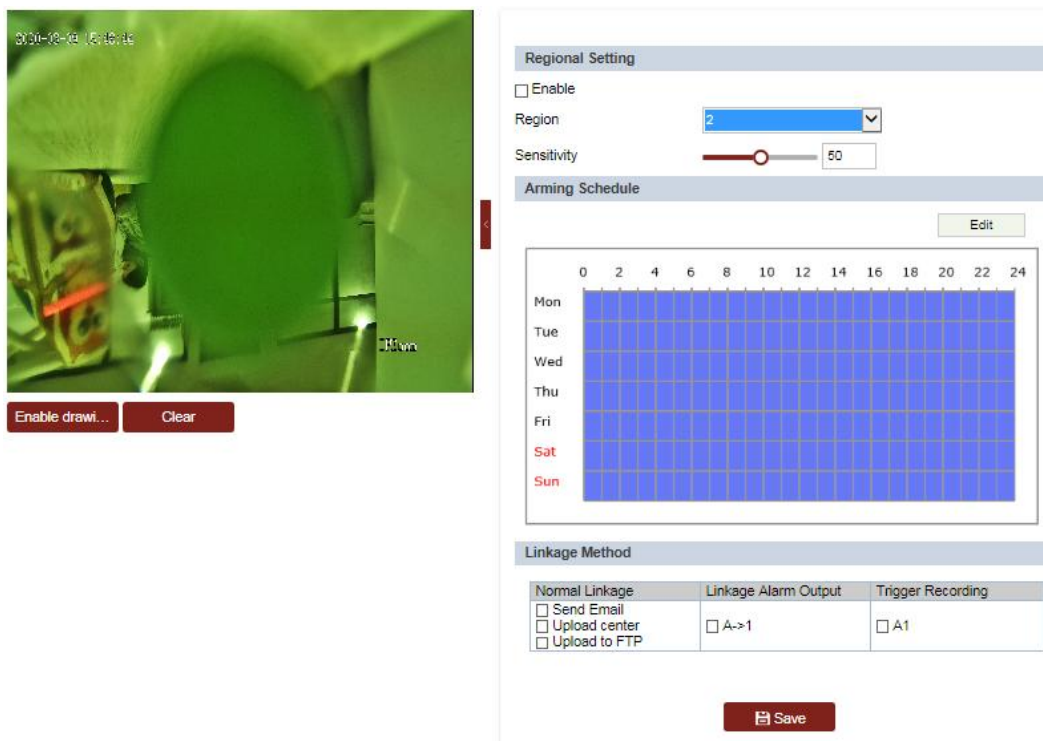 Regional Setting
Enable
Region 2
Sensitivity 50
Arming Schedule
Edit
0 2 4 6 8 10 12 14 16 18 20 22 24
Mon
Tue
Wed
Thu
Fri
Sat
Sun
Enable drawi... Clear
Linkage Method
Normal Linkage Linkage Alarm Output Trigger Recording
Send Email
Upload center A->1 A1
Upload to FTP
Save